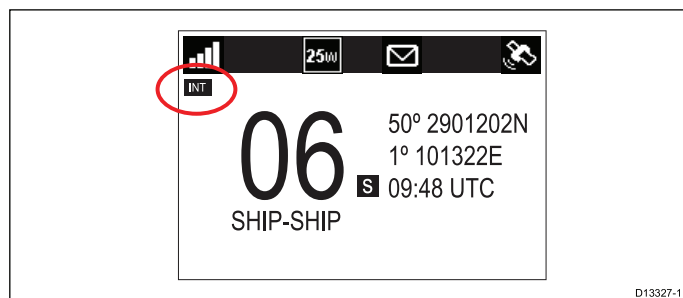 25W
INT
06
50º 2901202N
1º 101322E
S 09:48 UTC
SHIP-SHIP
D13327-1